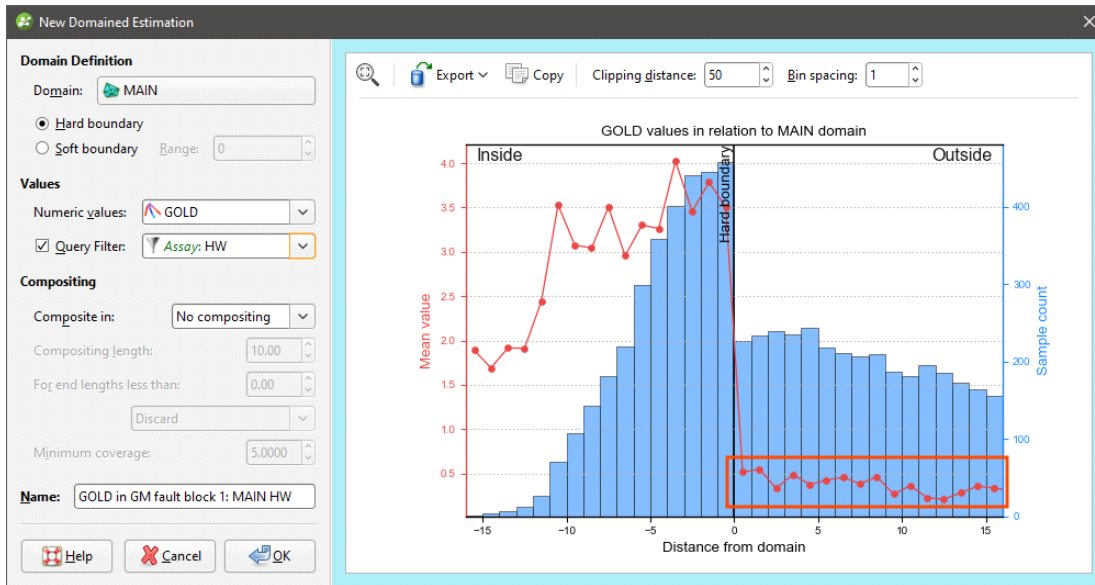 New Domained Estimation
Domain Definition
Domain: MAIN
Hard boundary
Soft boundary Range: 0
Values
Numeric values: GOLD
Query Filter: Assay: HW
Compositing
Composite in: No compositing
Compositing length: 10.00
For end lengths less than: 0.00
Discard
Minimum coverage: 5.0000
Name: GOLD in GM fault block 1: MAIN HW
Help Cancel OK
Export Copy Clipping distance: 50 Bin spacing: 1
GOLD values in relation to MAIN domain
Inside Outside
Hard boundary
Mean value
4.0
3.5
3.0
2.5
2.0
1.5
1.0
0.5
Sample count
400
300
200
100
0
−15 −10 −5 0 5 10 15
Distance from domain